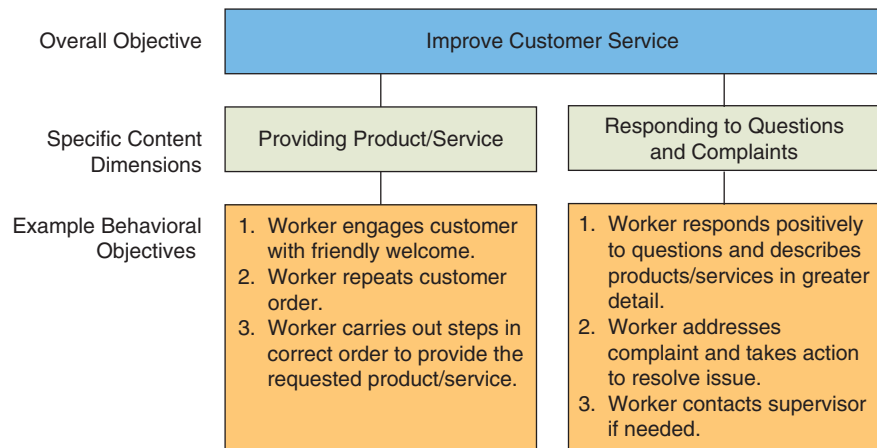 Overall Objective
Improve Customer Service
Specific Content
Dimensions
Providing Product/Service
Responding to Questions
and Complaints
Example Behavioral
Objectives
1. Worker engages customer
with friendly welcome.
2. Worker repeats customer
order.
3. Worker carries out steps in
correct order to provide the
requested product/service.
1. Worker responds positively
to questions and describes
products/services in greater
detail.
2. Worker addresses
complaint and takes action
to resolve issue.
3. Worker contacts supervisor
if needed.